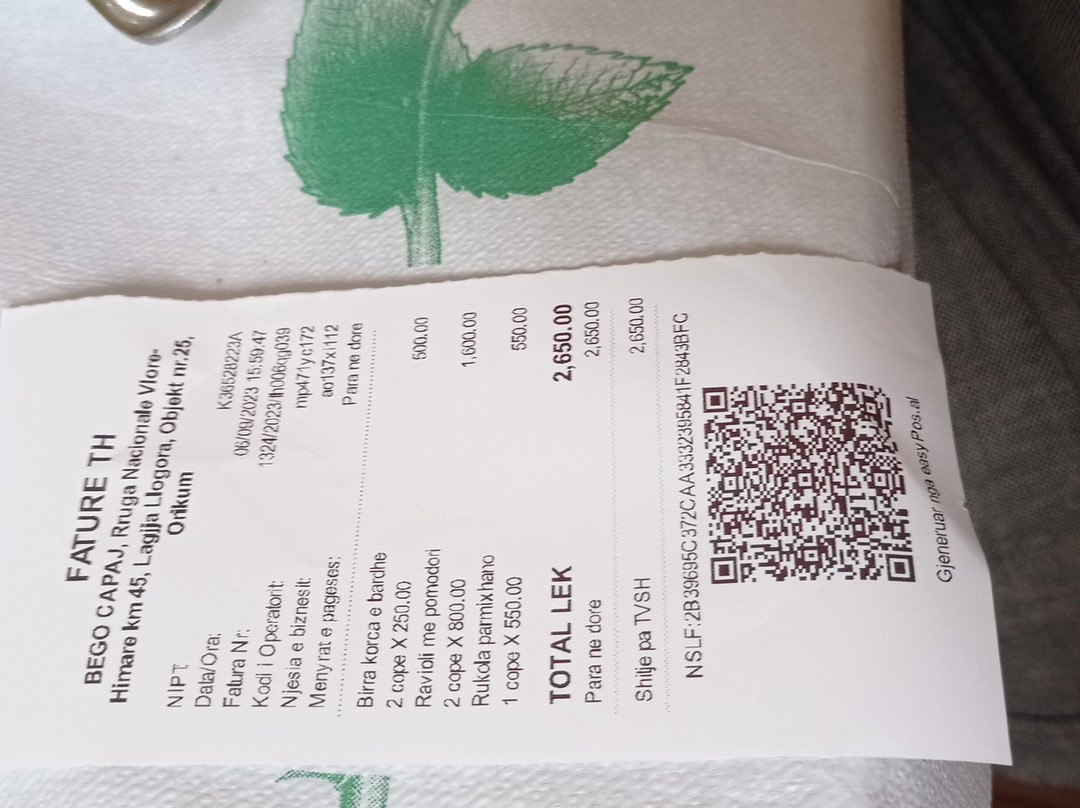 FATURE TH
BEGO CAPAJ, Rruga Nacionale Vlore-
Himare km 45, Lagjja Llogora, Objekt nr.25,
Orikum
NIPT: K36528223A
Data/Ora: 06/09/2023 15:59:47
Fatura Nr: 1324/2023/lh006qg039
Kodi i Operatorit: mp471yc172
Njesia e biznesit: ao137xi112
Menyrat e pageses: Para ne dore
Birra korca e bardhe
2 cope X 250.00 500.00
Ravioli me pomodori
2 cope X 800.00 1,600.00
Rukola parmixhano
1 cope X 550.00 550.00
TOTAL LEK 2,650.00
Para ne dore 2,650.00
Shitje pa TVSH 2,650.00
NSLF:2B39695C372CAA3332395841F2843BFC
Gjeneruar nga easyPos.al